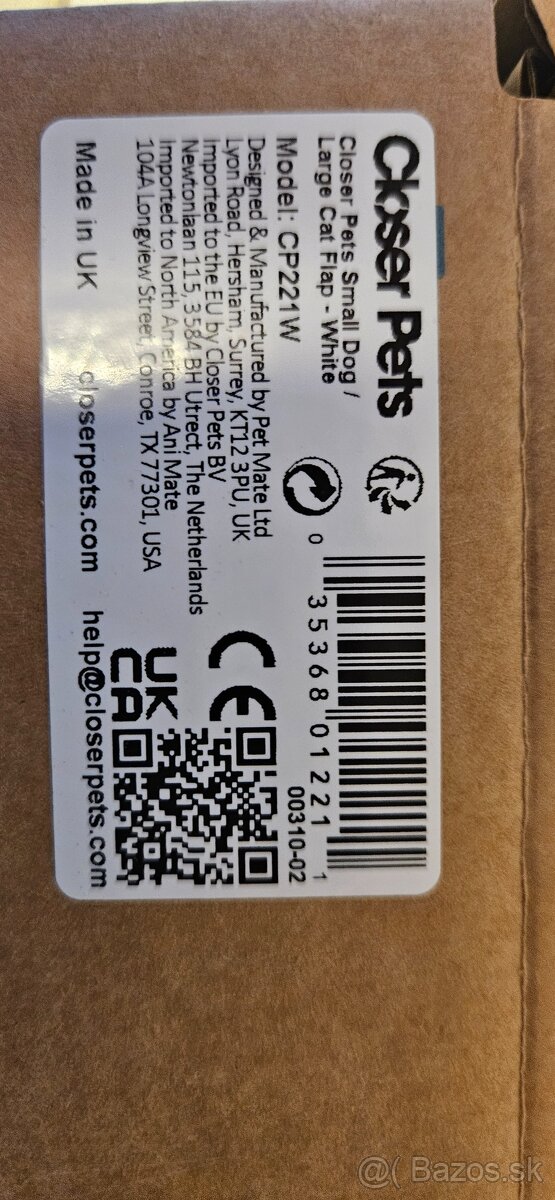 Closer Pets
Closer Pets Small Dog /
Large Cat Flap - White
Model: CP221W
Designed & Manufactured by Pet Mate Ltd
Lyon Road, Hersham, Surrey, KT12 3PU, UK
Imported to the EU by Closer Pets BV
Newtonlaan 115, 3584 BH Utrect, The Netherlands
Imported to North America by Ani Mate
104A Longview Street, Conroe, TX 77301, USA
Made in UK closerpets.com help@closerpets.com
0 35368 01221 1
00310-02
CE
UK
CA
@( Bazos.sk